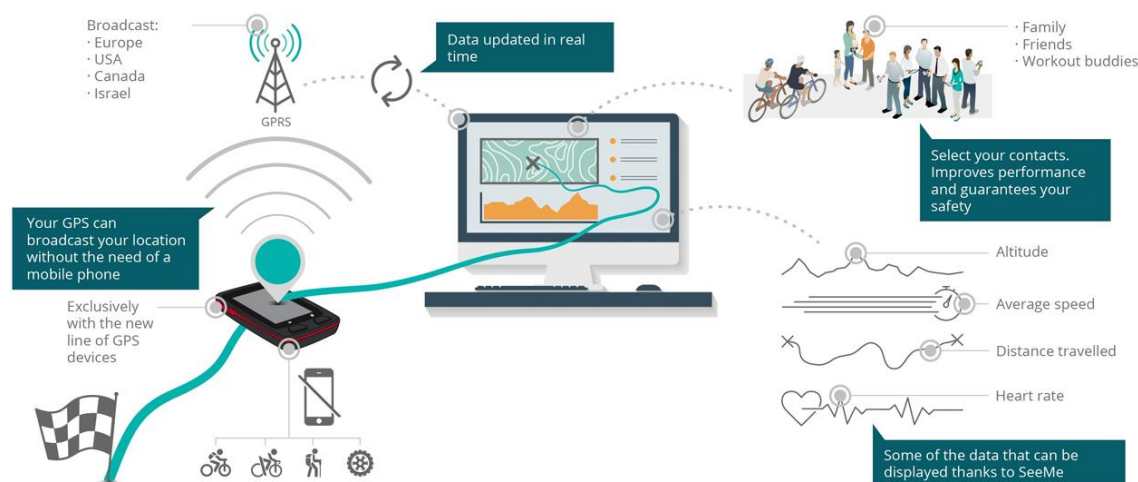 Broadcast:
· Europe
· USA
· Canada
· Israel
GPRS
Data updated in real
time
· Family
· Friends
· Workout buddies
Select your contacts.
Improves performance
and guarantees your
safety
Your GPS can
broadcast your location
without the need of a
mobile phone
Exclusively
with the new
line of GPS
devices
Altitude
Average speed
Distance travelled
Heart rate
Some of the data that can be
displayed thanks to SeeMe